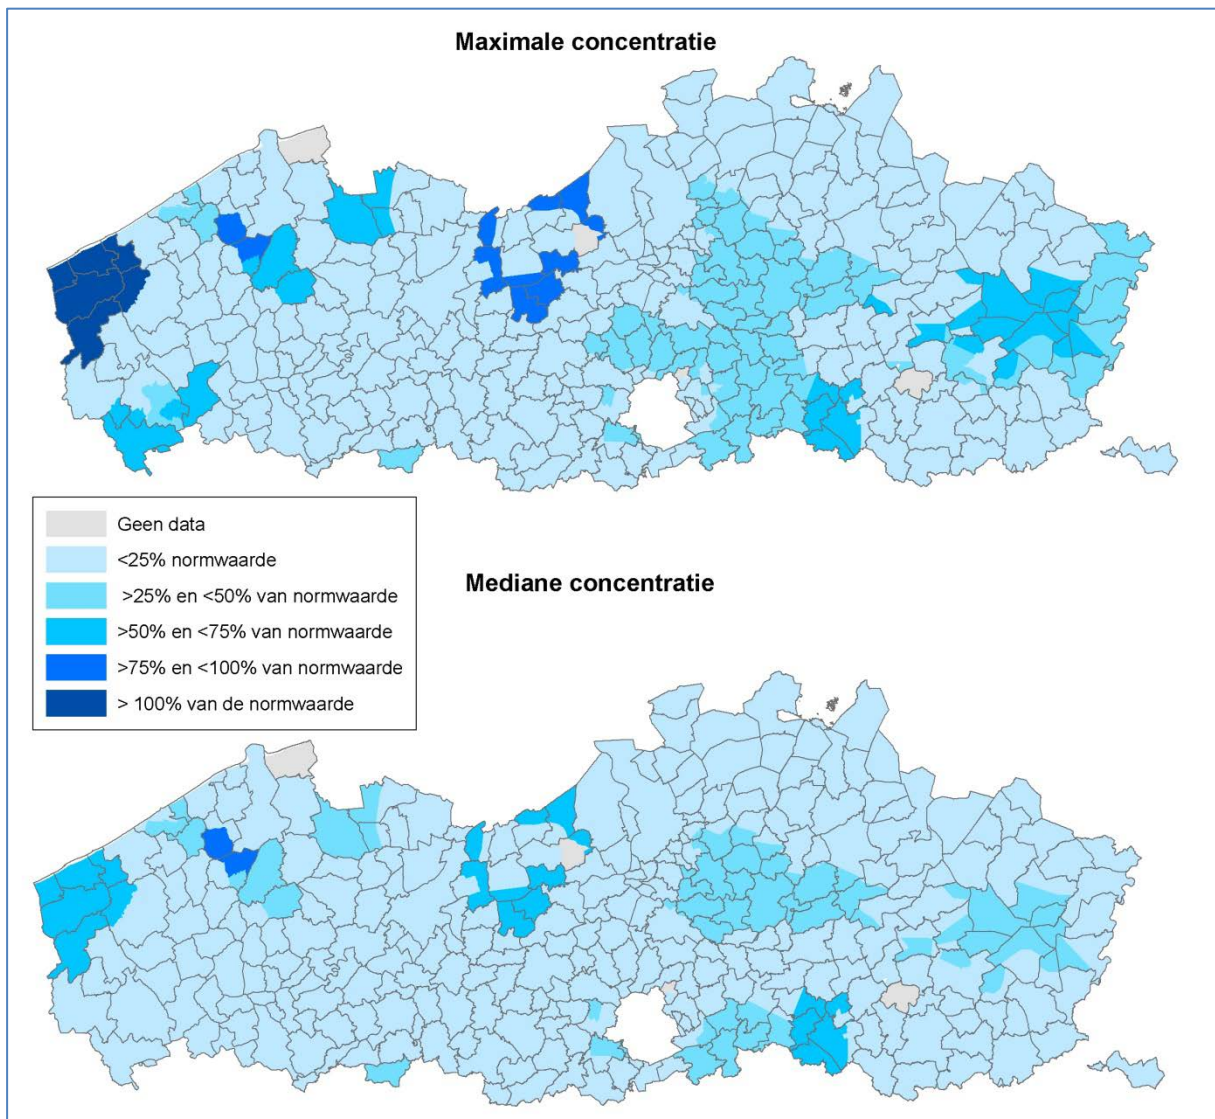 Maximale concentratie
Geen data
<25% normwaarde
>25% en <50% van normwaarde
>50% en <75% van normwaarde
>75% en <100% van normwaarde
> 100% van de normwaarde
Mediane concentratie